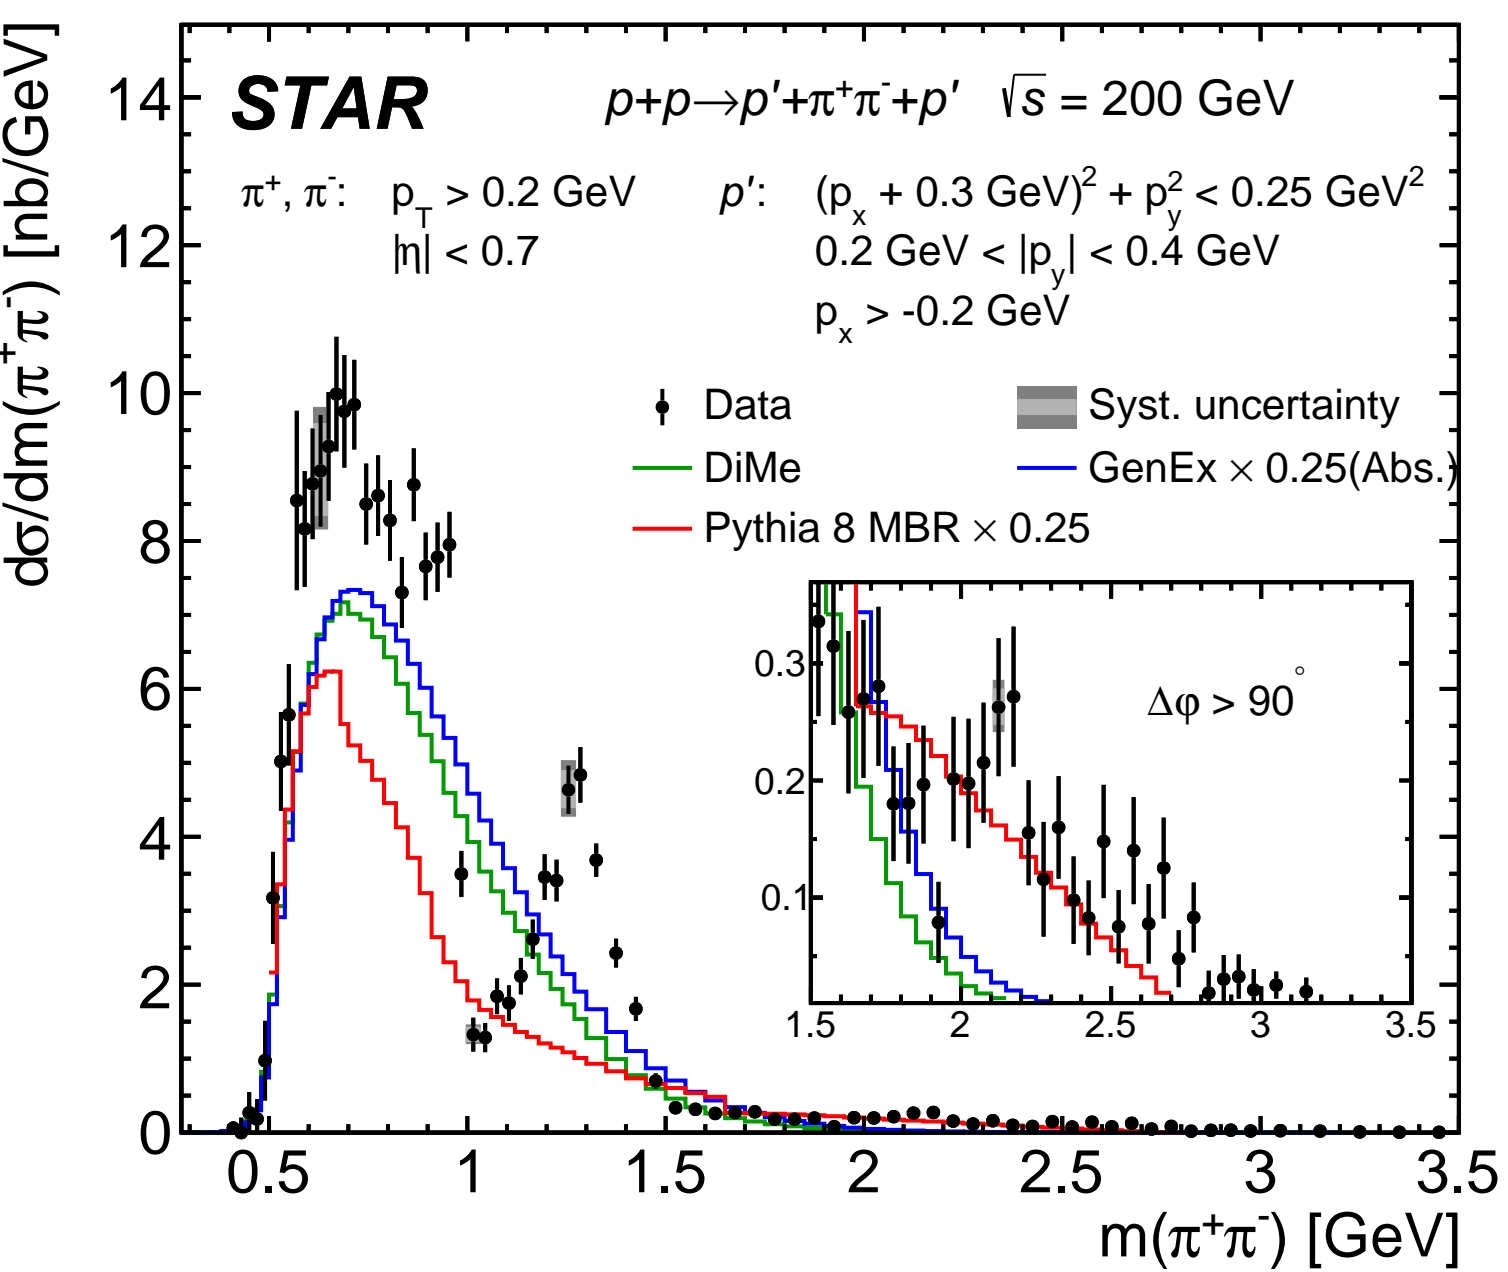 dσ/dm(π⁺π⁻) [nb/GeV]
14
12
10
8
6
4
2
0
STAR p+p→p′+π⁺π⁻+p′ √s = 200 GeV
π⁺, π⁻: p_T > 0.2 GeV p′: (p_x + 0.3 GeV)² + p_y² < 0.25 GeV²
|η| < 0.7 0.2 GeV < |p_y| < 0.4 GeV
p_x > -0.2 GeV
Data Syst. uncertainty
DiMe GenEx × 0.25(Abs.)
Pythia 8 MBR × 0.25
Δφ > 90°
0.3
0.2
0.1
1.5 2 2.5 3 3.5
0.5 1 1.5 2 2.5 3 3.5
m(π⁺π⁻) [GeV]